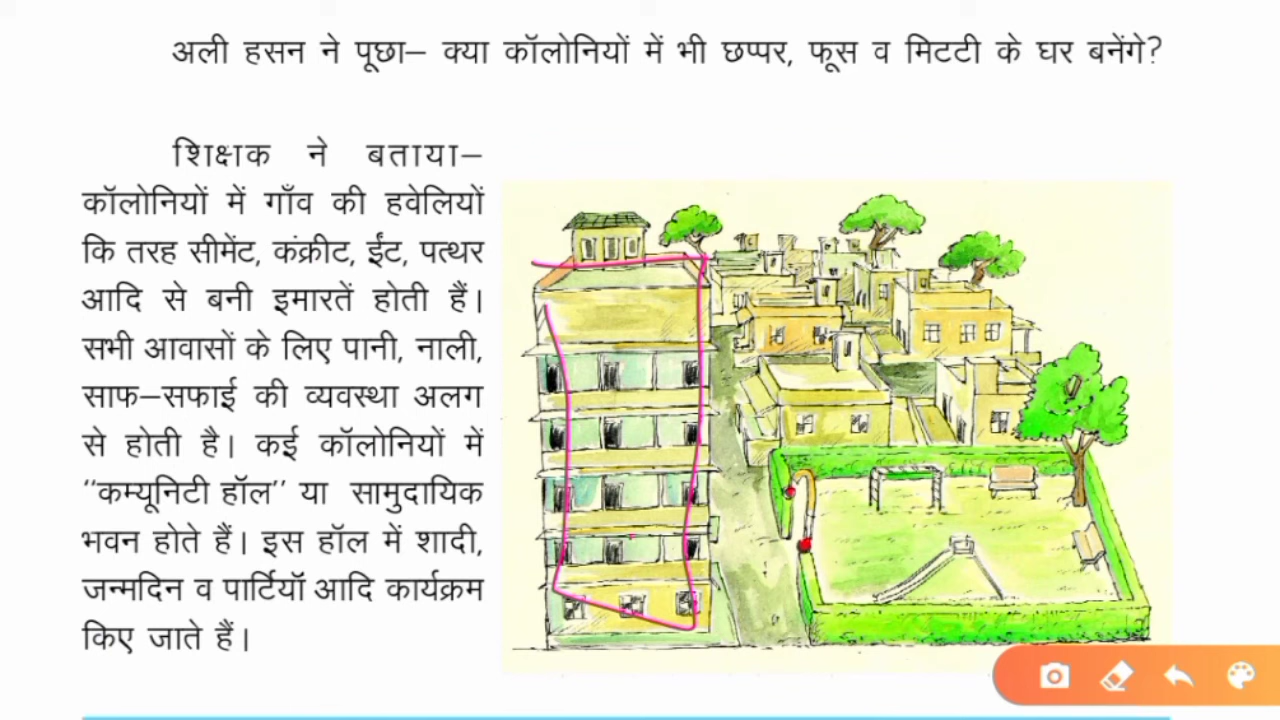 अली हसन ने पूछा– क्या कॉलोनियों में भी छप्पर, फूस व मिटटी के घर बनेंगे?
शिक्षक ने बताया–
कॉलोनियों में गाँव की हवेलियों
कि तरह सीमेंट, कंक्रीट, ईंट, पत्थर
आदि से बनी इमारतें होती हैं।
सभी आवासों के लिए पानी, नाली,
साफ–सफाई की व्यवस्था अलग
से होती है। कई कॉलोनियों में
‘‘कम्यूनिटी हॉल’’ या सामुदायिक
भवन होते हैं। इस हॉल में शादी,
जन्मदिन व पार्टियॉ आदि कार्यक्रम
किए जाते हैं।